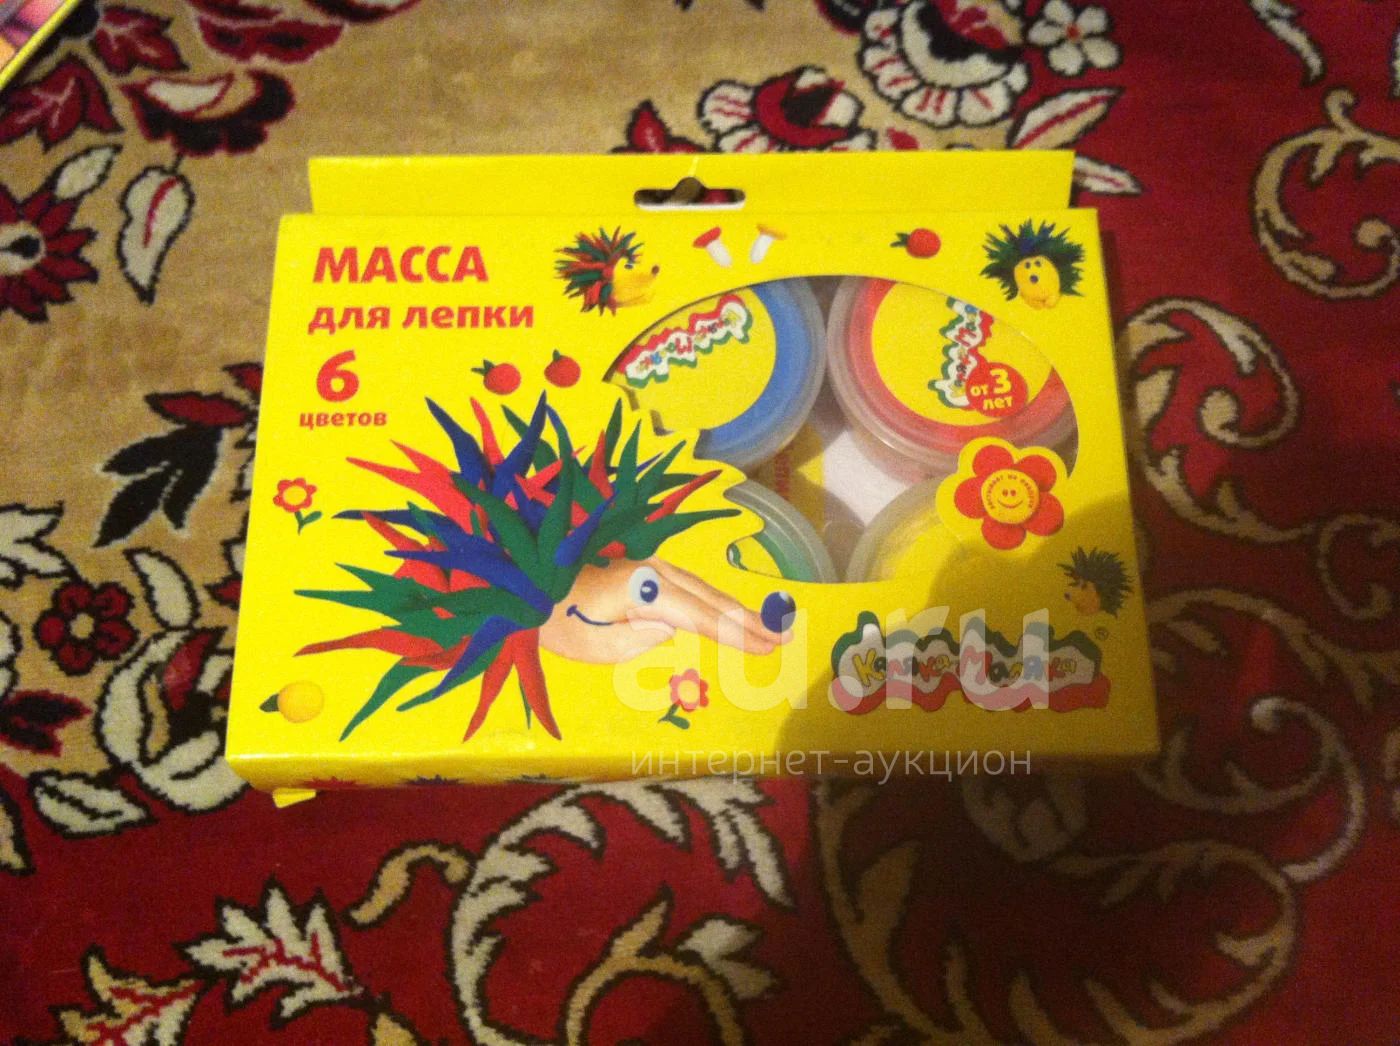 МАССА
для лепки
6
цветов
от 3
лет
Каляка-Маляка
®
au.ru
интернет-аукцион